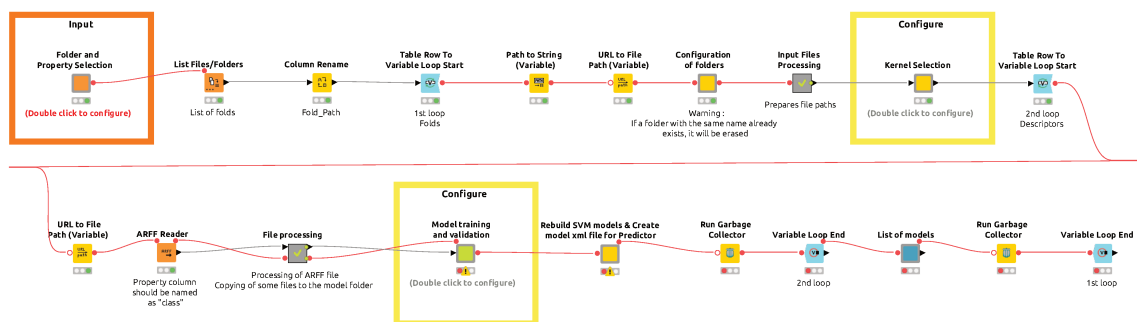 Input
Folder and
Property Selection
(Double click to configure)
List Files/Folders
List of folds
Column Rename
Fold_Path
Table Row To
Variable Loop Start
1st loop
Folds
Path to String
(Variable)
URL to File
Path (Variable)
Configuration
of folders
Warning :
If a folder with the same name already
exists, it will be erased
Input Files
Processing
Prepares file paths
Configure
Kernel Selection
(Double click to configure)
Table Row To
Variable Loop Start
2nd loop
Descriptors
URL to File
Path (Variable)
ARFF Reader
Property column
should be named
as "class"
File processing
Processing of ARFF file
Copying of some files to the model folder
Configure
Model training
and validation
(Double click to configure)
Rebuild SVM models & Create
model xml file for Predictor
Run Garbage
Collector
Variable Loop End
2nd loop
List of models
Run Garbage
Collector
Variable Loop End
1st loop